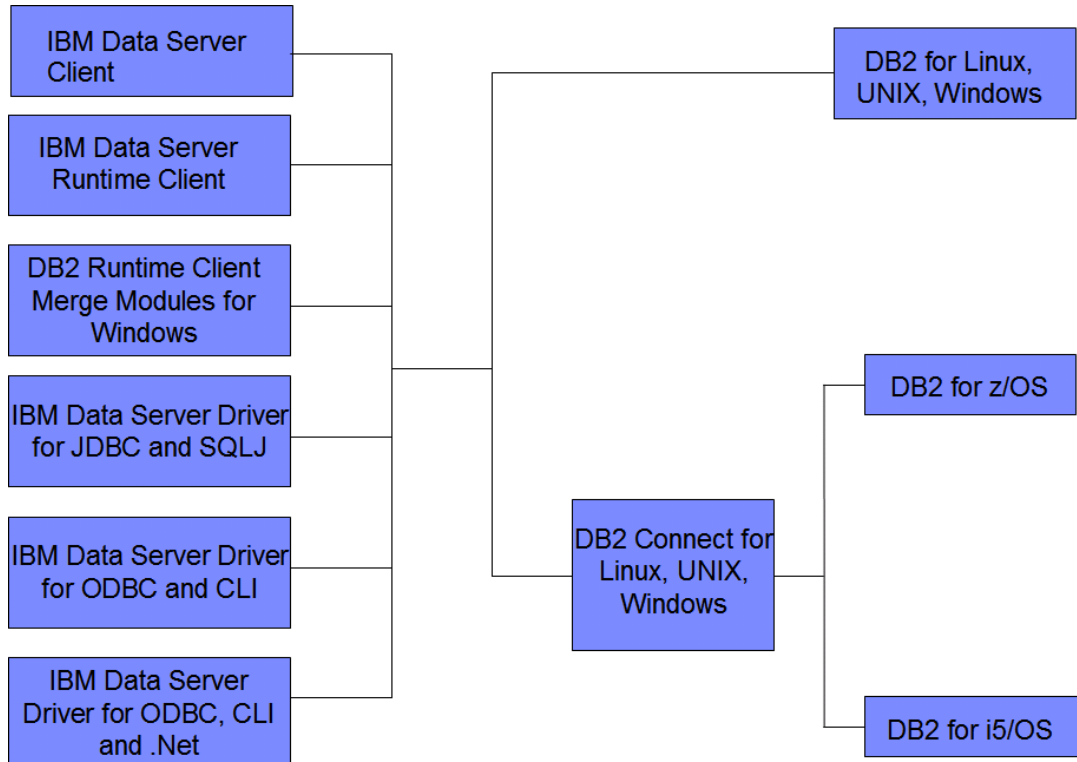 IBM Data Server
Client
IBM Data Server
Runtime Client
DB2 Runtime Client
Merge Modules for
Windows
IBM Data Server Driver
for JDBC and SQLJ
IBM Data Server Driver
for ODBC and CLI
IBM Data Server
Driver for ODBC, CLI
and .Net
DB2 for Linux,
UNIX, Windows
DB2 Connect for
Linux, UNIX,
Windows
DB2 for z/OS
DB2 for i5/OS